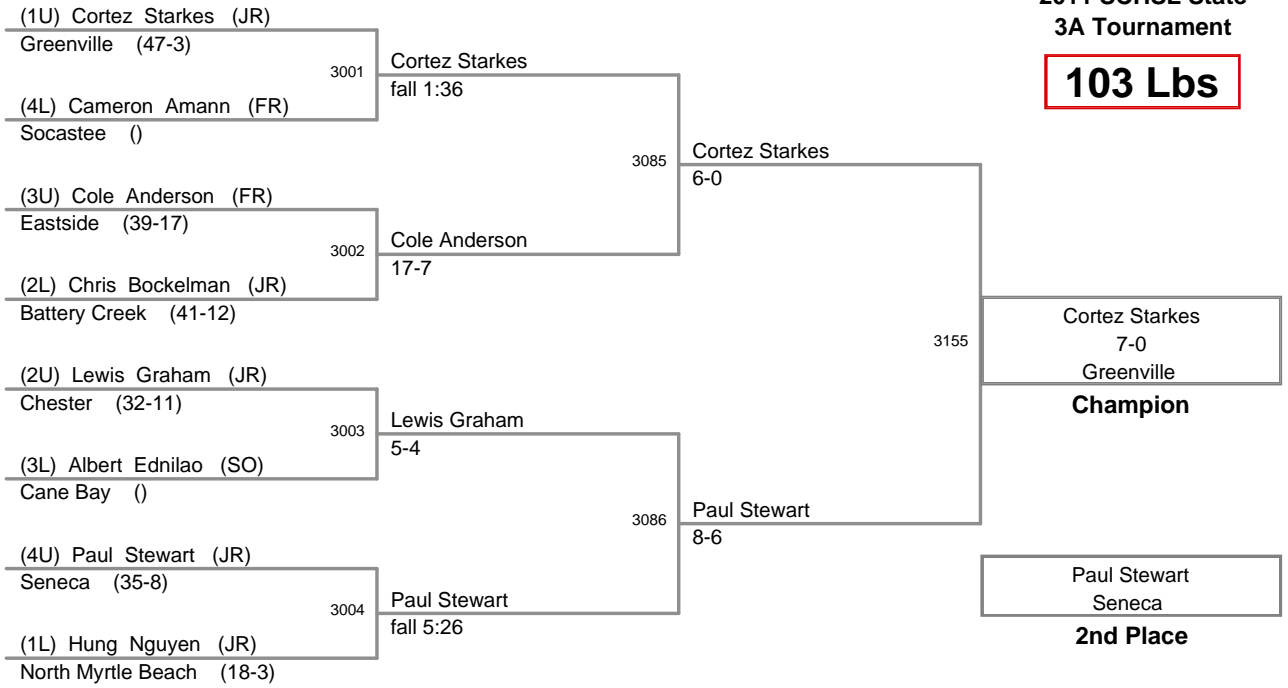 3A Tournament
103 Lbs
(1U) Cortez Starkes (JR)
Greenville (47-3)
3001
Cortez Starkes
fall 1:36
(4L) Cameron Amann (FR)
Socastee ()
3085
Cortez Starkes
6-0
(3U) Cole Anderson (FR)
Eastside (39-17)
3002
Cole Anderson
17-7
(2L) Chris Bockelman (JR)
Battery Creek (41-12)
3155
Cortez Starkes
7-0
Greenville
Champion
(2U) Lewis Graham (JR)
Chester (32-11)
3003
Lewis Graham
5-4
(3L) Albert Ednilao (SO)
Cane Bay ()
3086
Paul Stewart
8-6
(4U) Paul Stewart (JR)
Seneca (35-8)
3004
Paul Stewart
fall 5:26
(1L) Hung Nguyen (JR)
North Myrtle Beach (18-3)
Paul Stewart
Seneca
2nd Place